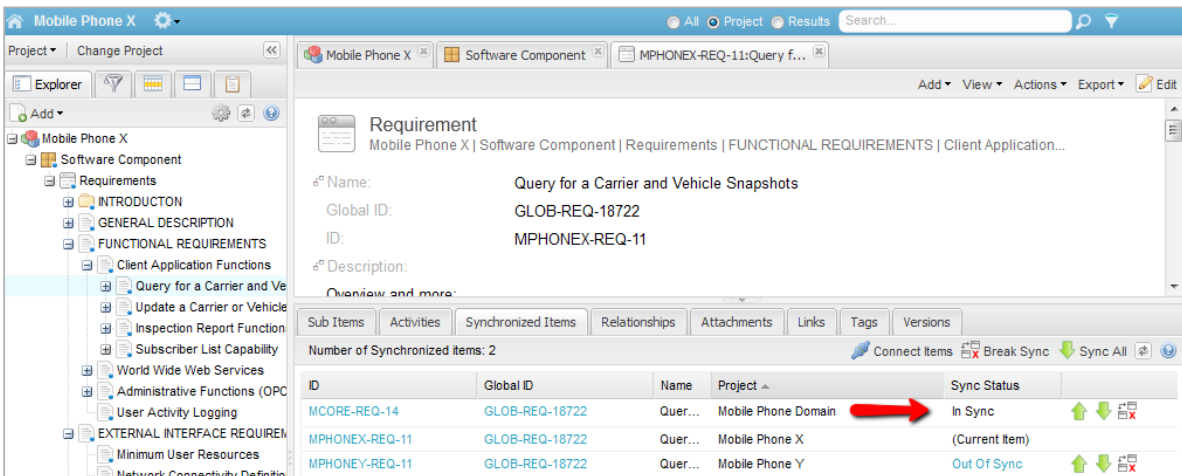 Mobile Phone X
All Project Results Search...
Project Change Project
Mobile Phone X Software Component MPHONEX-REQ-11:Query f...
Explorer
Add View Actions Export Edit
Add
Mobile Phone X
Software Component
Requirements
INTRODUCTON
GENERAL DESCRIPTION
FUNCTIONAL REQUIREMENTS
Client Application Functions
Query for a Carrier and Ve
Update a Carrier or Vehicle
Inspection Report Function
Subscriber List Capability
World Wide Web Services
Administrative Functions (OPC
User Activity Logging
EXTERNAL INTERFACE REQUIREM
Minimum User Resources
Network Connectivity Definitio
Requirement
Mobile Phone X | Software Component | Requirements | FUNCTIONAL REQUIREMENTS | Client Application...
Name: Query for a Carrier and Vehicle Snapshots
Global ID: GLOB-REQ-18722
ID: MPHONEX-REQ-11
Description:
Overview and more:
Sub Items Activities Synchronized Items Relationships Attachments Links Tags Versions
Number of Synchronized items: 2 Connect Items Break Sync Sync All
ID Global ID Name Project Sync Status
MCORE-REQ-14 GLOB-REQ-18722 Quer... Mobile Phone Domain In Sync
MPHONEX-REQ-11 GLOB-REQ-18722 Quer... Mobile Phone X (Current Item)
MPHONEY-REQ-11 GLOB-REQ-18722 Quer... Mobile Phone Y Out Of Sync